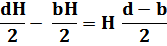 dH/2 − bH/2 = H (d − b)/2